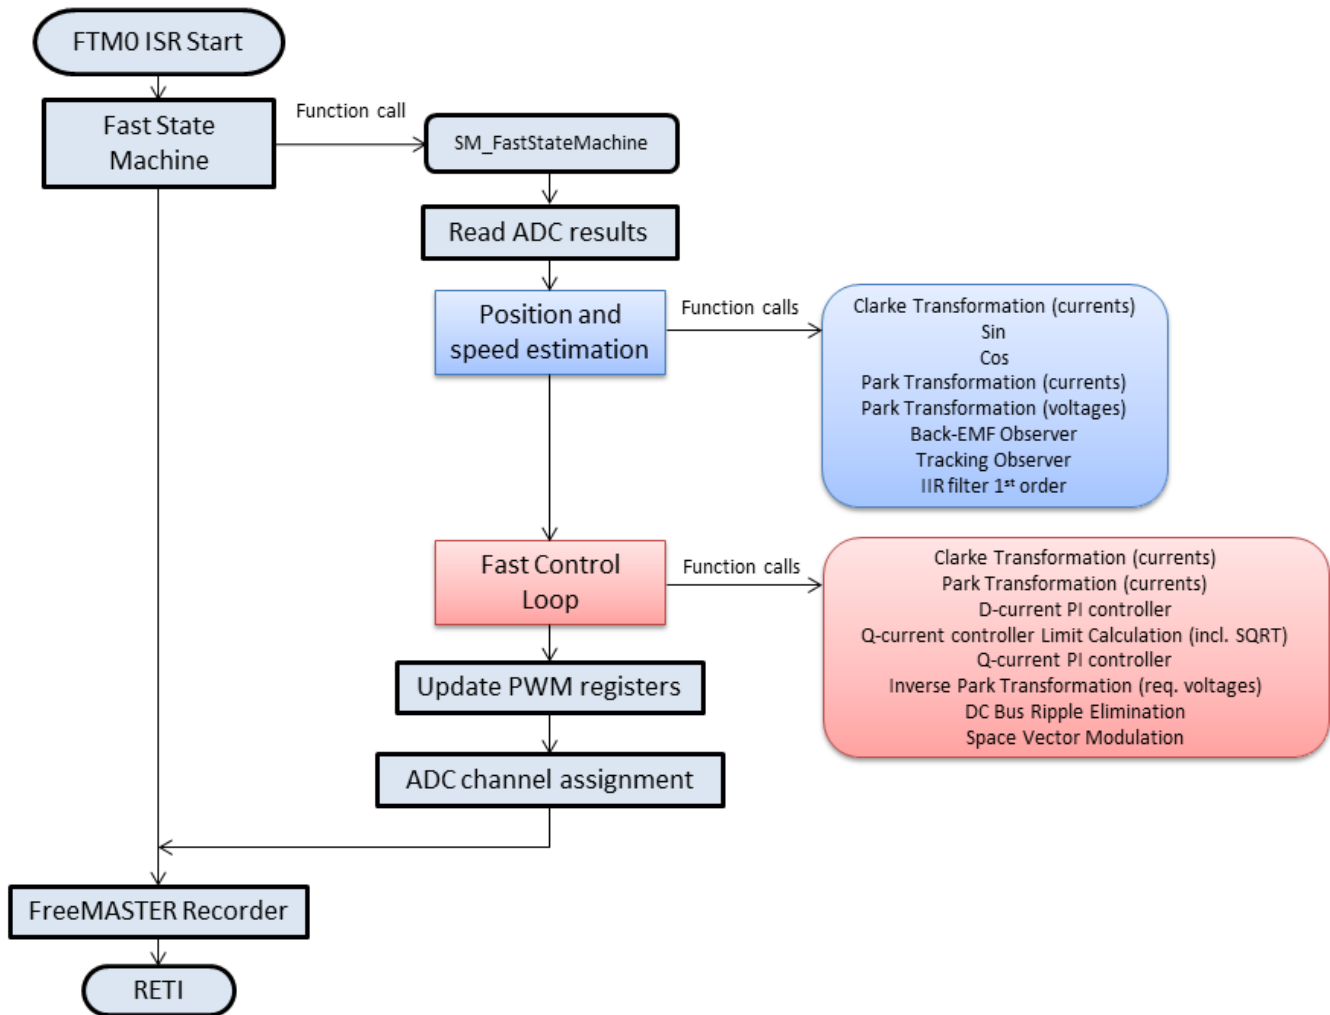 FTM0 ISR Start
Fast State
Machine
Function call
SM_FastStateMachine
Read ADC results
Position and
speed estimation
Function calls
Clarke Transformation (currents)
Sin
Cos
Park Transformation (currents)
Park Transformation (voltages)
Back-EMF Observer
Tracking Observer
IIR filter 1st order
Fast Control
Loop
Function calls
Clarke Transformation (currents)
Park Transformation (currents)
D-current PI controller
Q-current controller Limit Calculation (incl. SQRT)
Q-current PI controller
Inverse Park Transformation (req. voltages)
DC Bus Ripple Elimination
Space Vector Modulation
Update PWM registers
ADC channel assignment
FreeMASTER Recorder
RETI